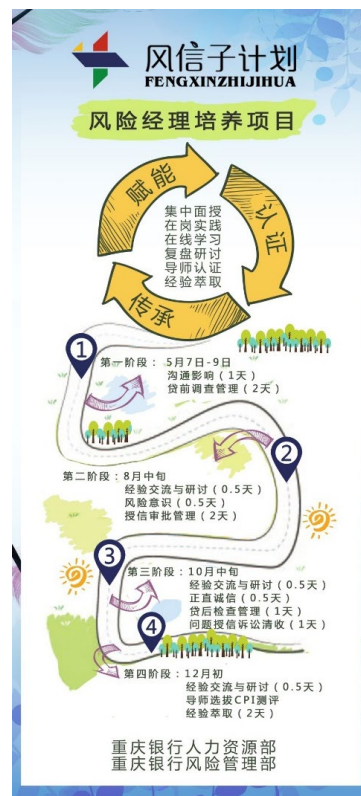 风信子计划
FENGXINZHIJIHUA
风险经理培养项目
赋能
认证
传承
集中面授
在岗实践
在线学习
复盘研讨
导师认证
经验萃取
1
第一阶段：5月7日-9日
沟通影响（1天）
贷前调查管理（2天）
2
第二阶段：8月中旬
经验交流与研讨（0.5天）
风险意识（0.5天）
授信审批管理（2天）
3
第三阶段：10月中旬
经验交流与研讨（0.5天）
正直诚信（0.5天）
贷后检查管理（1天）
问题授信诉讼清收（1天）
4
第四阶段：12月初
经验交流与研讨（0.5天）
导师选拔CPI测评
经验萃取（2天）
重庆银行人力资源部
重庆银行风险管理部